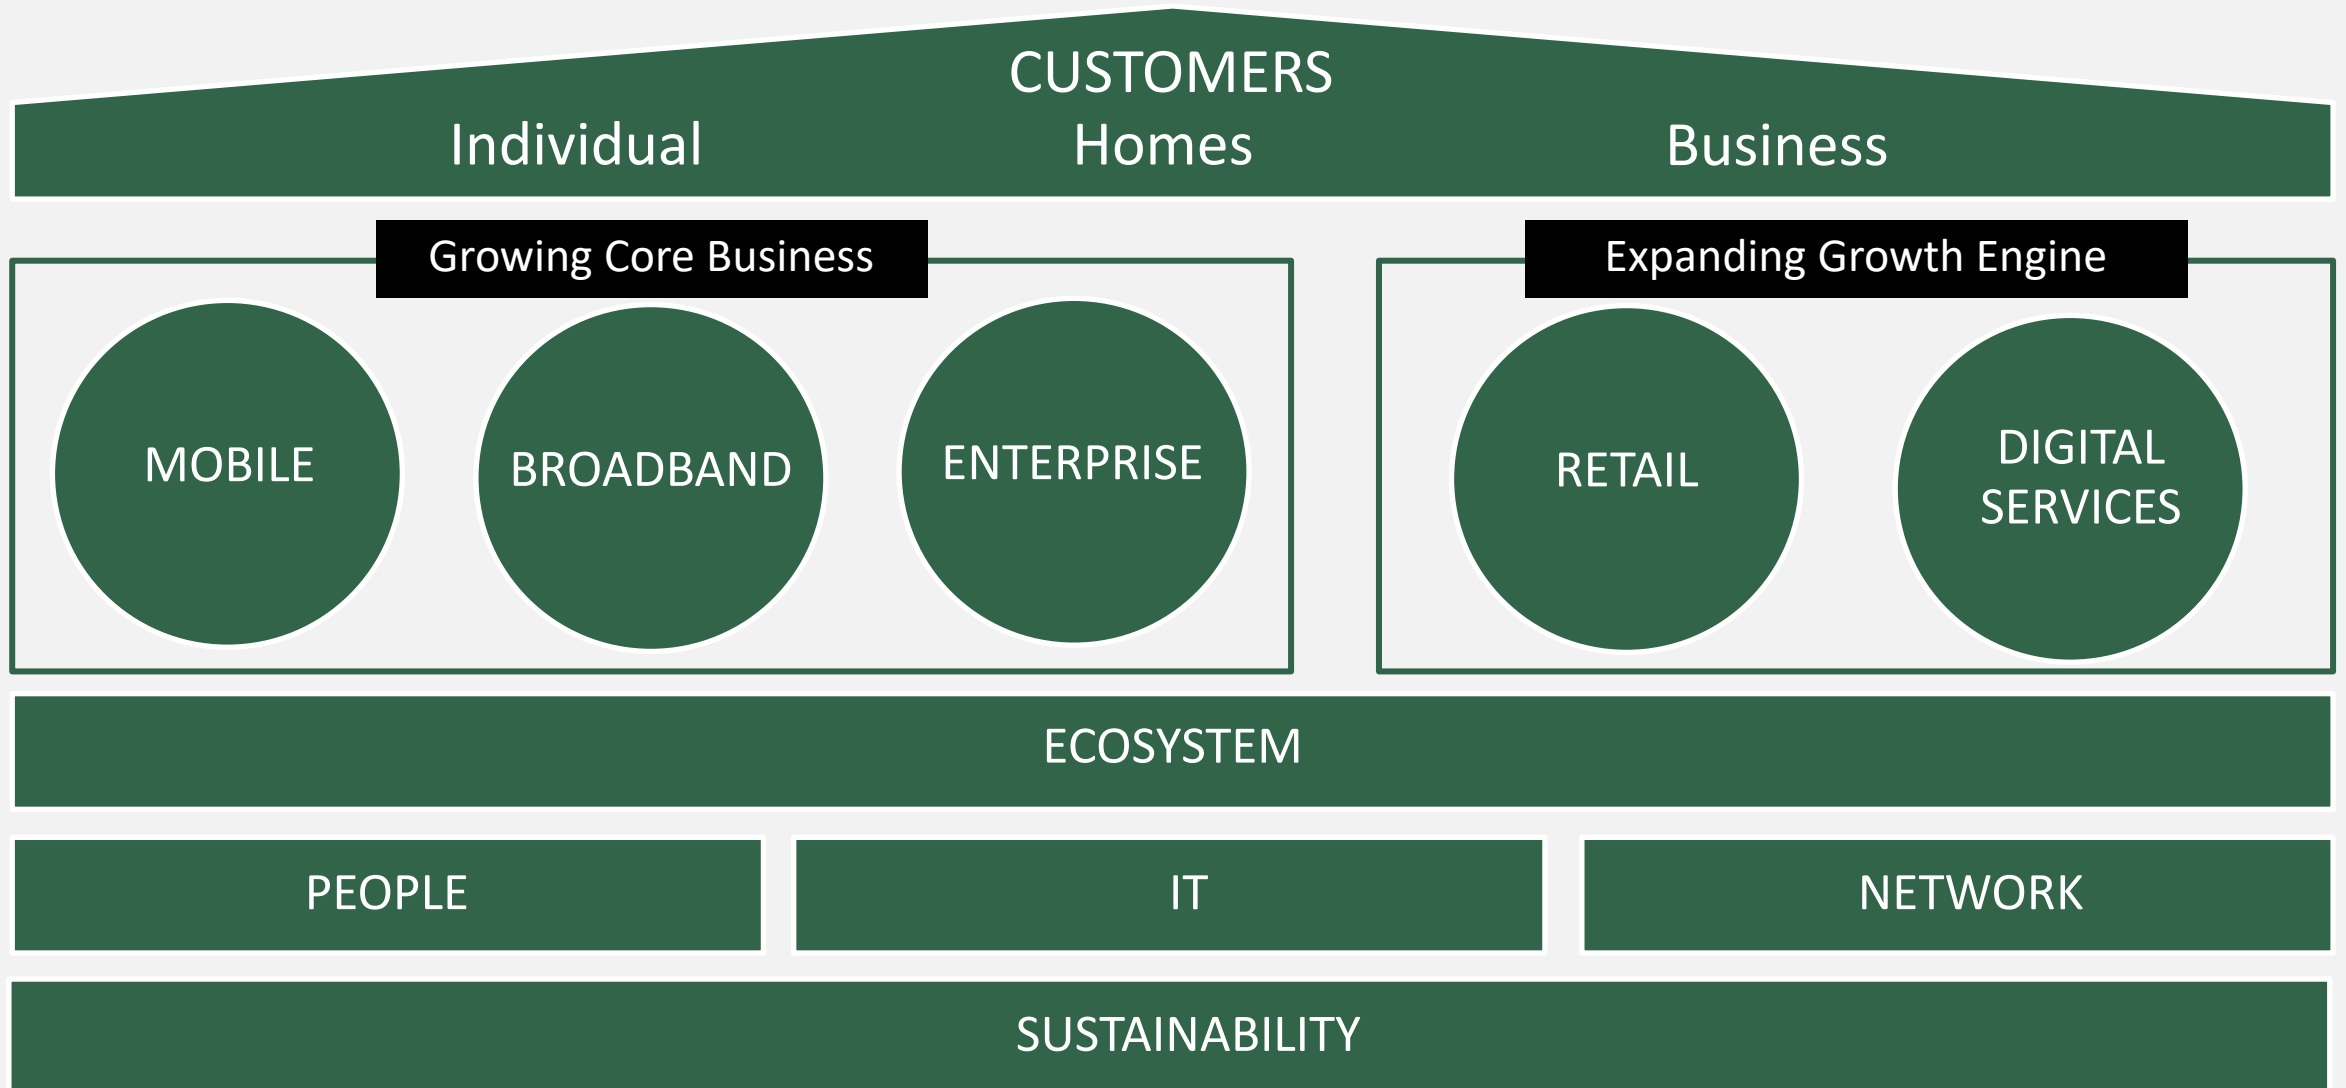 CUSTOMERS
Individual Homes Business
Growing Core Business
Expanding Growth Engine
MOBILE
BROADBAND
ENTERPRISE
RETAIL
DIGITAL
SERVICES
ECOSYSTEM
PEOPLE
IT
NETWORK
SUSTAINABILITY